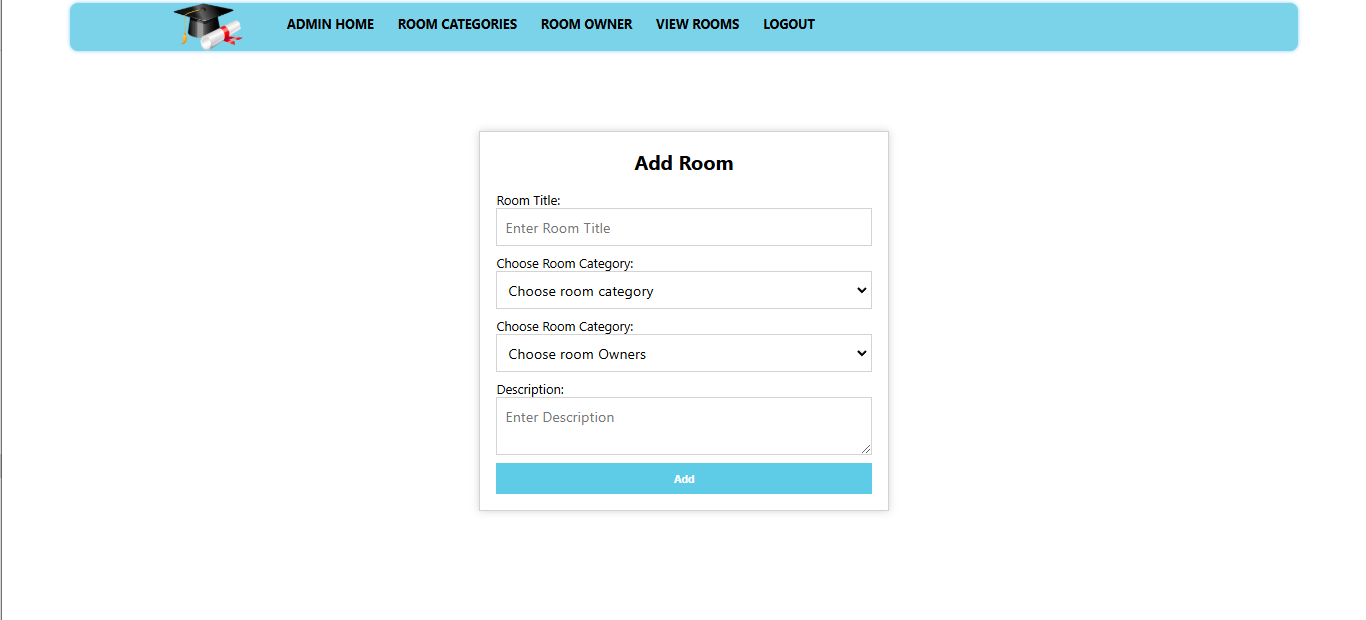 ADMIN HOME ROOM CATEGORIES ROOM OWNER VIEW ROOMS LOGOUT
Add Room
Room Title:
Enter Room Title
Choose Room Category:
Choose room category
Choose Room Category:
Choose room Owners
Description:
Enter Description
Add